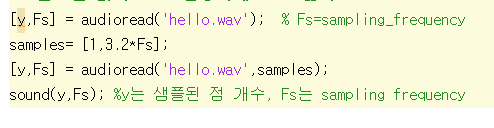 [y,Fs] = audioread('hello.wav');  % Fs=sampling_frequency
samples= [1,3.2*Fs];
[y,Fs] = audioread('hello.wav',samples);
sound(y,Fs); %y는 샘플된 점 개수, Fs는 sampling frequency